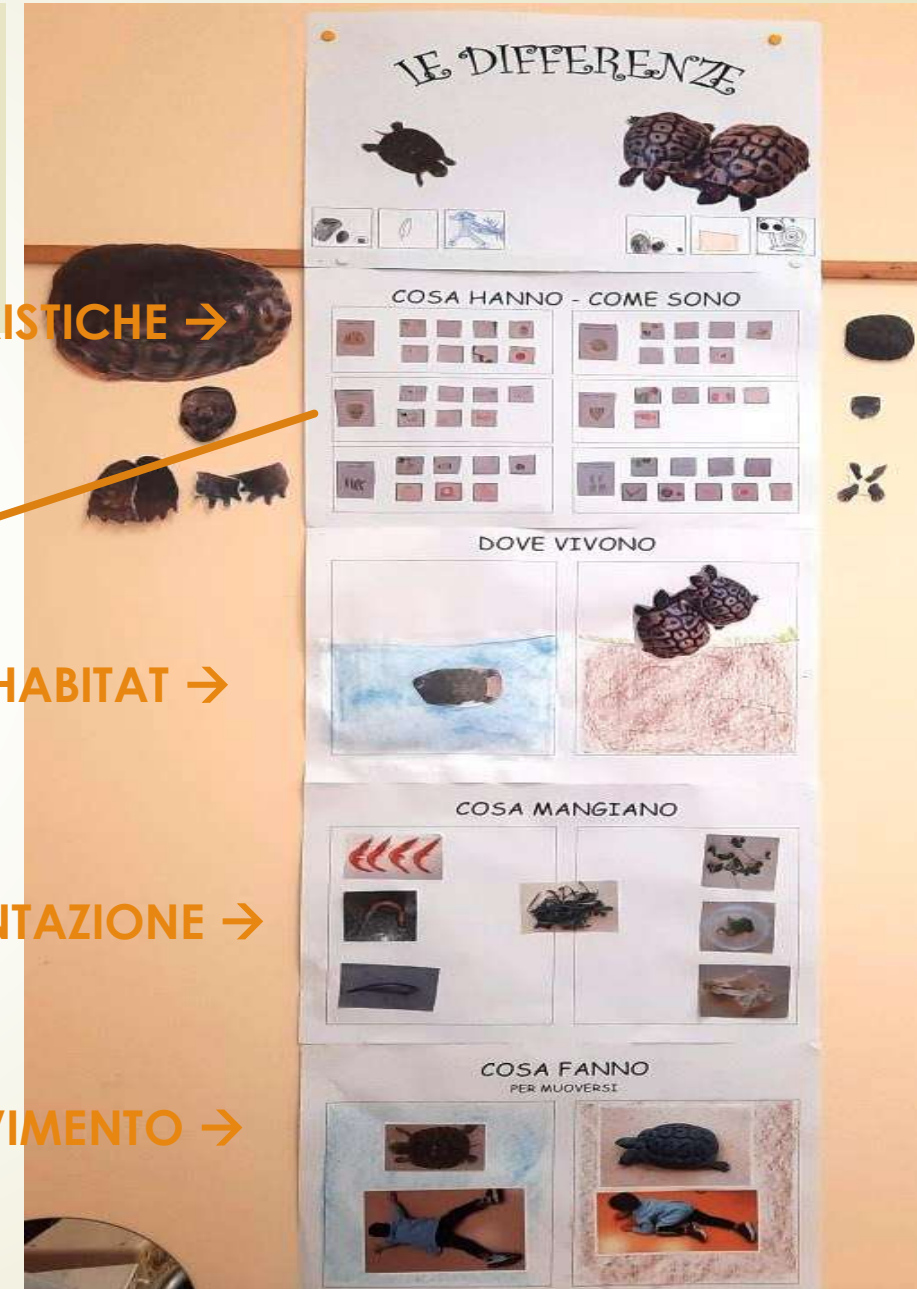 LE DIFFERENZE
ISTICHE →
COSA HANNO - COME SONO
DOVE VIVONO
HABITAT →
COSA MANGIANO
NTAZIONE →
COSA FANNO
PER MUOVERSI
VIMENTO →